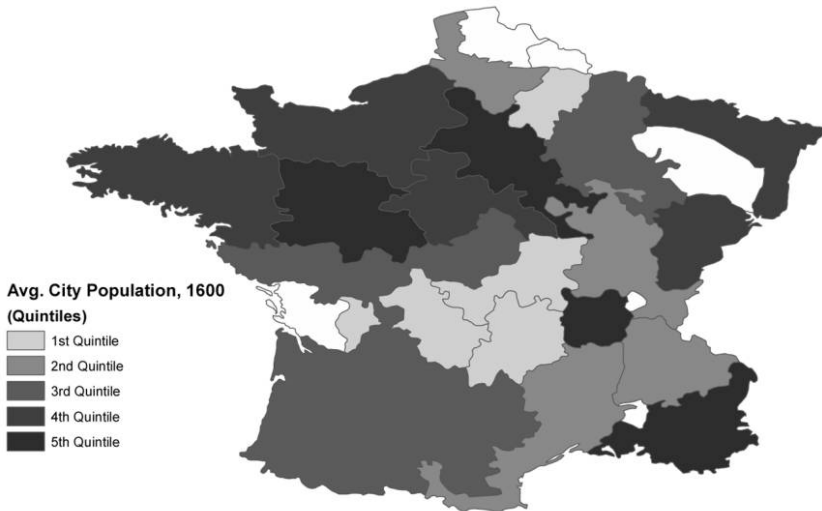 Avg. City Population, 1600
(Quintiles)
1st Quintile
2nd Quintile
3rd Quintile
4th Quintile
5th Quintile